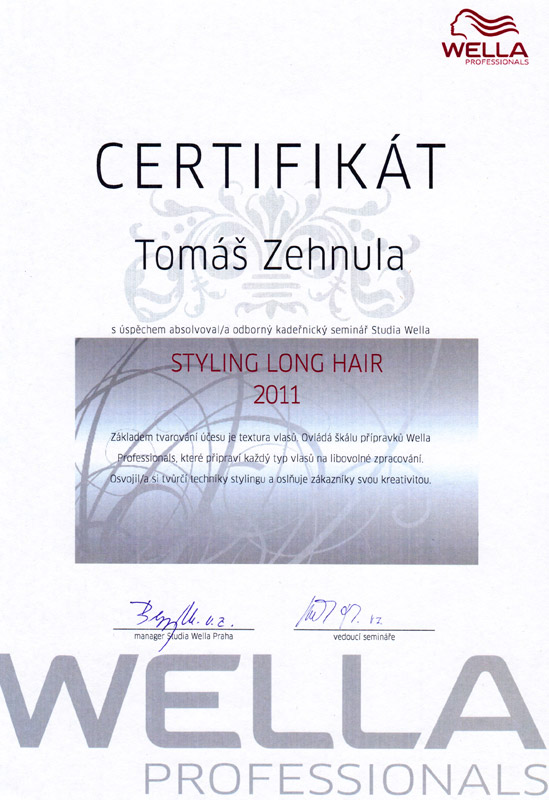 WELLA
PROFESSIONALS
CERTIFIKÁT
Tomáš Zehnula
s úspěchem absolvoval/a odborný kadeřnický seminář Studia Wella
STYLING LONG HAIR
2011
Základem tvarování účesu je textura vlasů. Ovládá škálu přípravků Wella
Professionals, které připraví každý typ vlasů na libovolné zpracování.
Osvojil/a si tvůrčí techniky stylingu a oslňuje zákazníky svou kreativitou.
v.z.
vz.
manager Studia Wella Praha
vedoucí semináře
WELLA
PROFESSIONALS